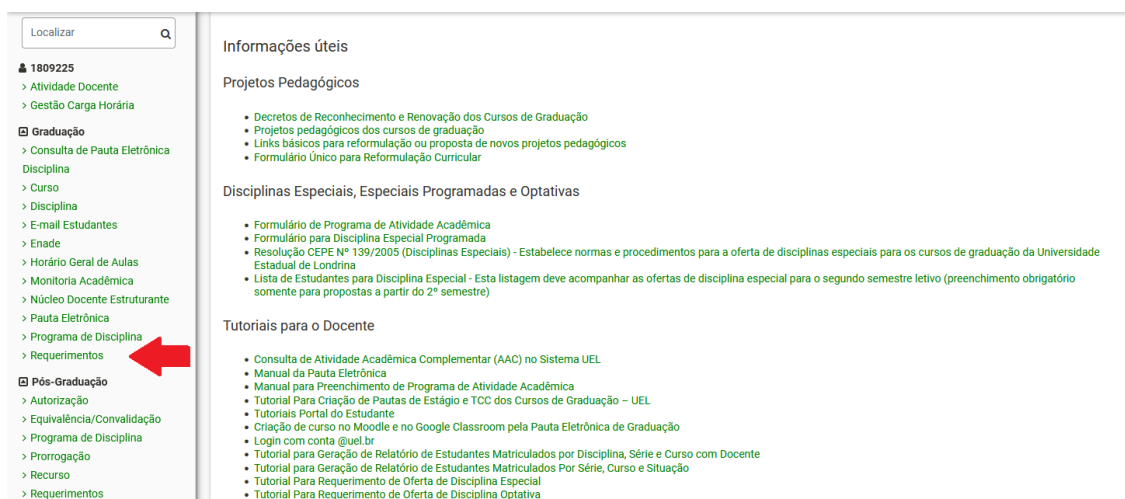 Localizar
1809225
> Atividade Docente
> Gestão Carga Horária
Graduação
> Consulta de Pauta Eletrônica
Disciplina
> Curso
> Disciplina
> E-mail Estudantes
> Enade
> Horário Geral de Aulas
> Monitoria Acadêmica
> Núcleo Docente Estruturante
> Pauta Eletrônica
> Programa de Disciplina
> Requerimentos
Pós-Graduação
> Autorização
> Equivalência/Convalidação
> Programa de Disciplina
> Prorrogação
> Recurso
> Requerimentos
Informações úteis
Projetos Pedagógicos
• Decretos de Reconhecimento e Renovação dos Cursos de Graduação
• Projetos pedagógicos dos cursos de graduação
• Links básicos para reformulação ou proposta de novos projetos pedagógicos
• Formulário Único para Reformulação Curricular
Disciplinas Especiais, Especiais Programadas e Optativas
• Formulário de Programa de Atividade Acadêmica
• Formulário para Disciplina Especial Programada
• Resolução CEPE Nº 139/2005 (Disciplinas Especiais) - Estabelece normas e procedimentos para a oferta de disciplinas especiais para os cursos de graduação da Universidade
Estadual de Londrina
• Lista de Estudantes para Disciplina Especial - Esta listagem deve acompanhar as ofertas de disciplina especial para o segundo semestre letivo (preenchimento obrigatório
somente para propostas a partir do 2º semestre)
Tutoriais para o Docente
• Consulta de Atividade Acadêmica Complementar (AAC) no Sistema UEL
• Manual da Pauta Eletrônica
• Manual para Preenchimento de Programa de Atividade Acadêmica
• Tutorial Para Criação de Pautas de Estágio e TCC dos Cursos de Graduação – UEL
• Tutoriais Portal do Estudante
• Criação de curso no Moodle e no Google Classroom pela Pauta Eletrônica de Graduação
• Login com conta @uel.br
• Tutorial para Geração de Relatório de Estudantes Matriculados por Disciplina, Série e Curso com Docente
• Tutorial para Geração de Relatório de Estudantes Matriculados Por Série, Curso e Situação
• Tutorial Para Requerimento de Oferta de Disciplina Especial
• Tutorial Para Requerimento de Oferta de Disciplina Optativa